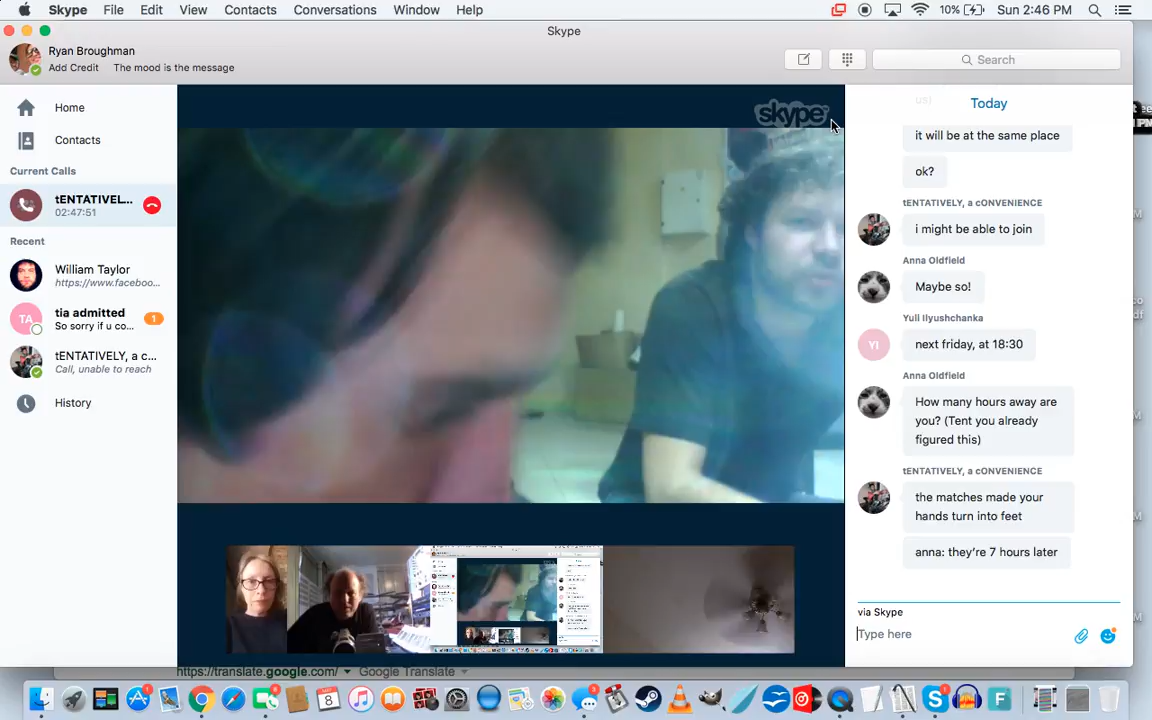 Skype File Edit View Contacts Conversations Window Help 10% Sun 2:46 PM
Skype
Ryan Broughman
Add Credit The mood is the message
Search
Home
Contacts
Current Calls
tENTATIVEL...
02:47:51
Recent
William Taylor
https://www.faceboo...
TA
tia admitted
So sorry if u co...
1
tENTATIVELY, a c...
Call, unable to reach
History
skype
us)
Today
it will be at the same place
ok?
tENTATIVELY, a cONVENIENCE
i might be able to join
Anna Oldfield
Maybe so!
Yuli Ilyushchanka
YI
next friday, at 18:30
Anna Oldfield
How many hours away are
you? (Tent you already
figured this)
tENTATIVELY, a cONVENIENCE
the matches made your
hands turn into feet
anna: they're 7 hours later
via Skype
Type here
https://translate.google.com/ Google Translate